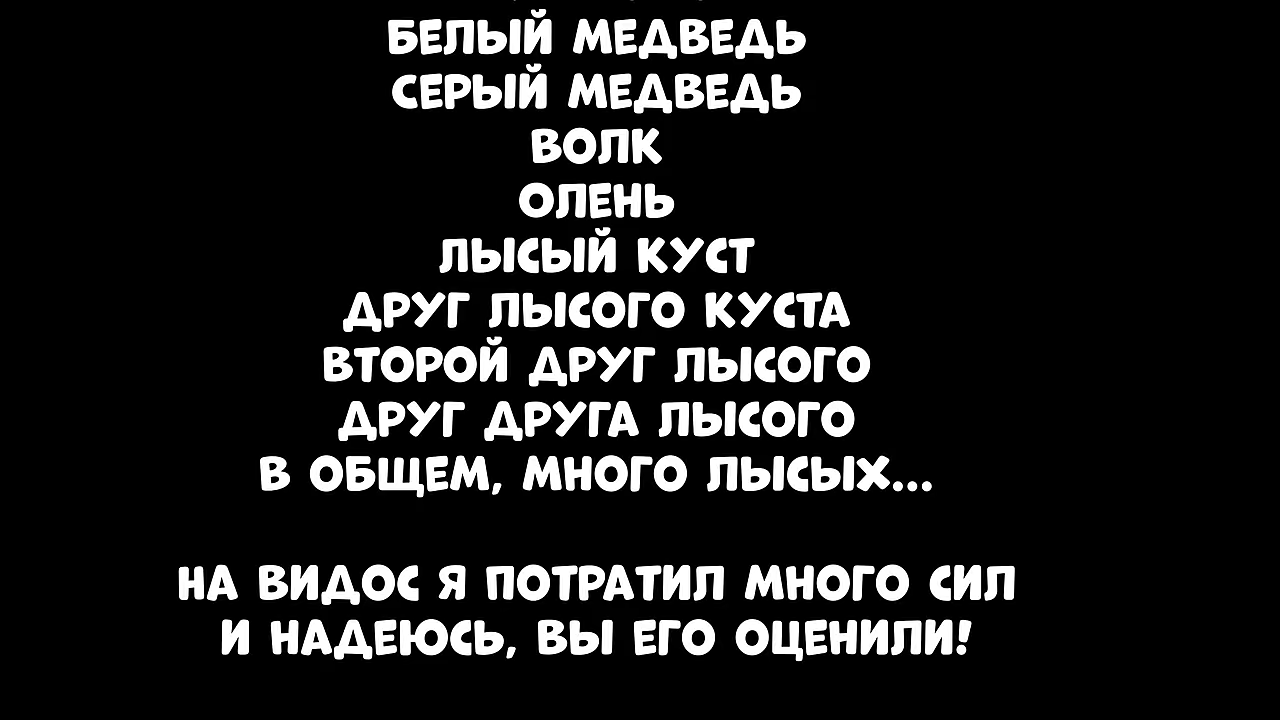 БЕЛЫЙ МЕДВЕДЬ
СЕРЫЙ МЕДВЕДЬ
ВОЛК
ОЛЕНЬ
ЛЫСЫЙ КУСТ
ДРУГ ЛЫСОГО КУСТА
ВТОРОЙ ДРУГ ЛЫСОГО
ДРУГ ДРУГА ЛЫСОГО
В ОБЩЕМ, МНОГО ЛЫСЫХ...
НА ВИДОС Я ПОТРАТИЛ МНОГО СИЛ
И НАДЕЮСЬ, ВЫ ЕГО ОЦЕНИЛИ!